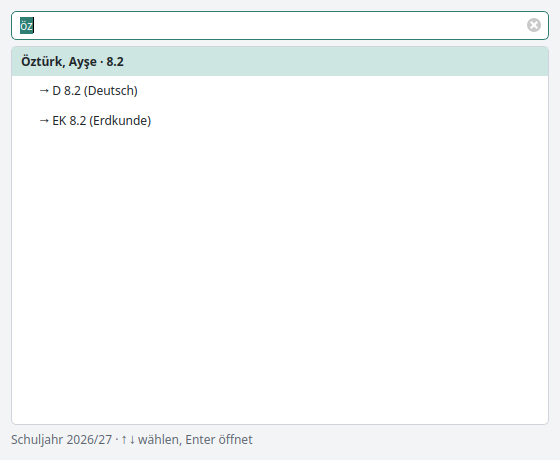 öz
Öztürk, Ayşe · 8.2
→ D 8.2 (Deutsch)
→ EK 8.2 (Erdkunde)
Schuljahr 2026/27 · ↑ ↓ wählen, Enter öffnet